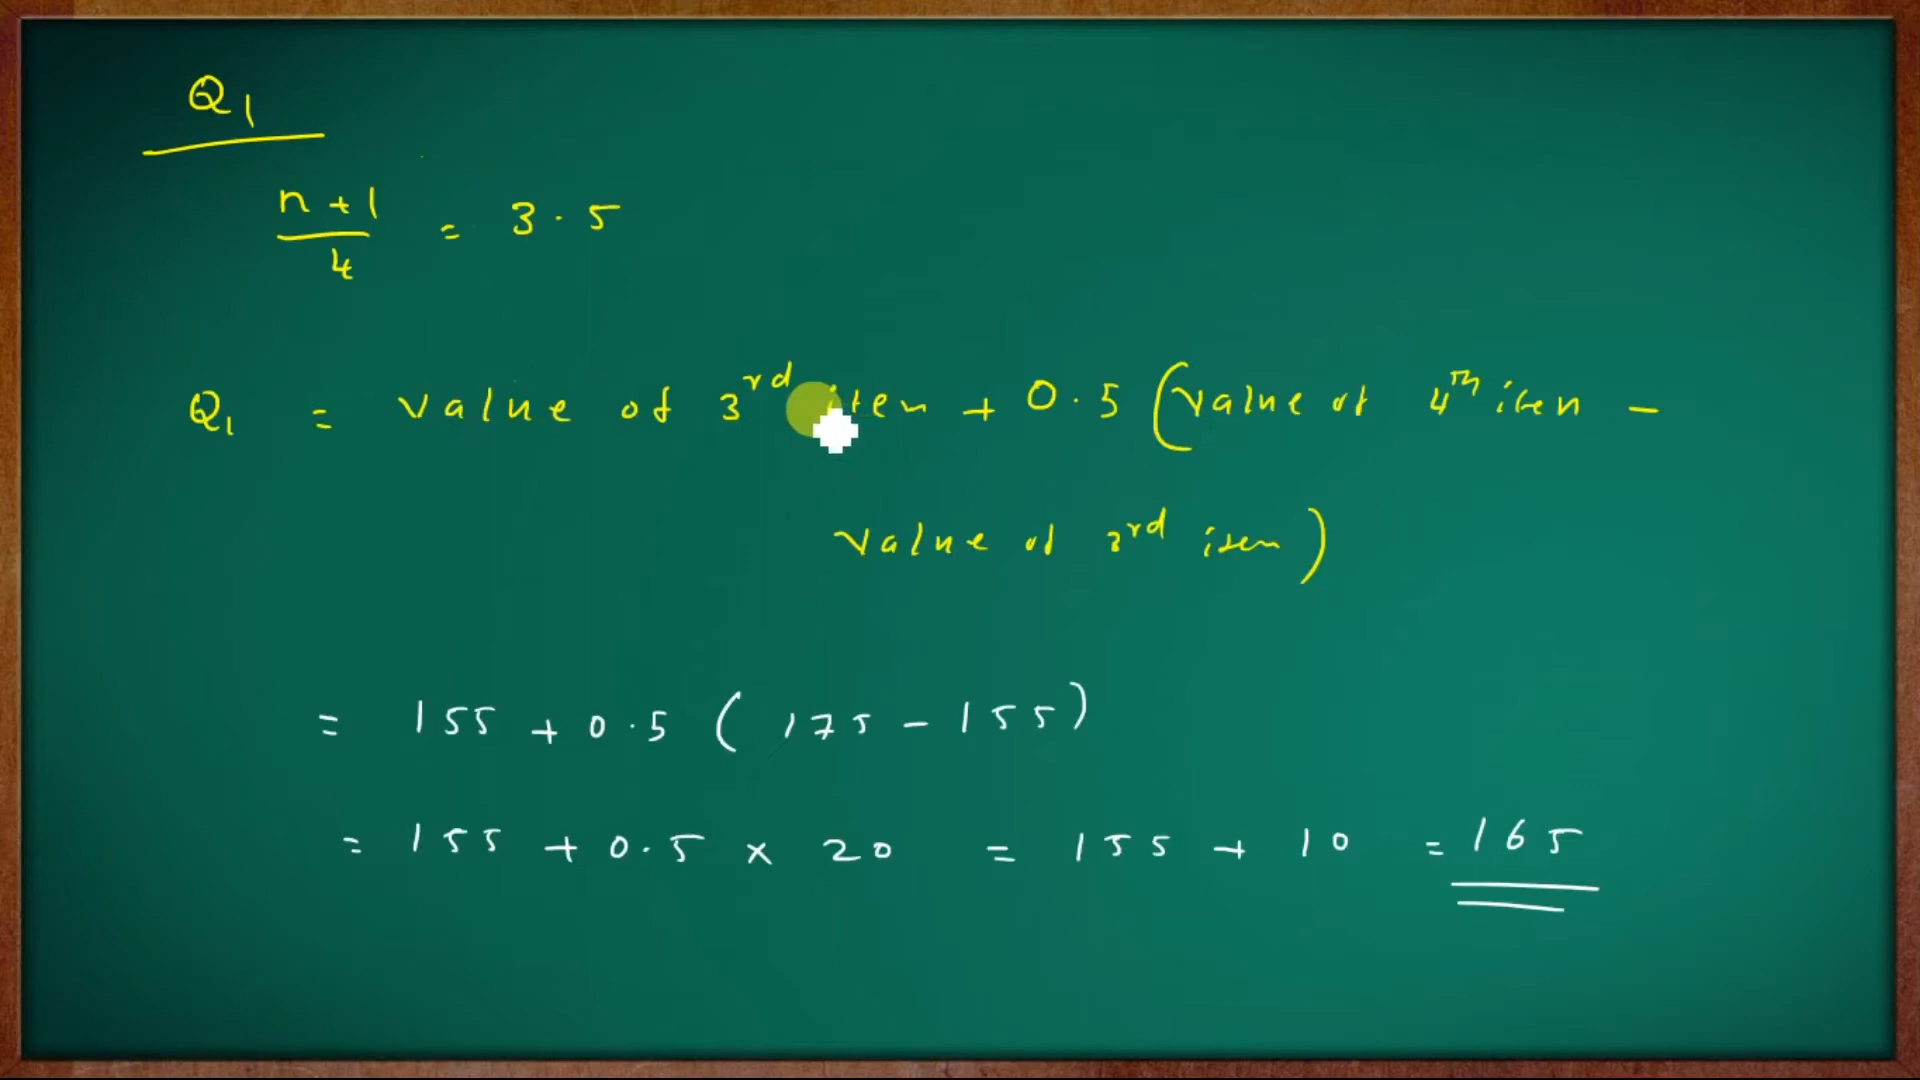 Q1
n+1
4
= 3.5
Q1 = value of 3rd item + 0.5 (value of 4th item -
value of 3rd item)
= 155 + 0.5 ( 175 - 155)
= 155 + 0.5 x 20 = 155 + 10 = 165